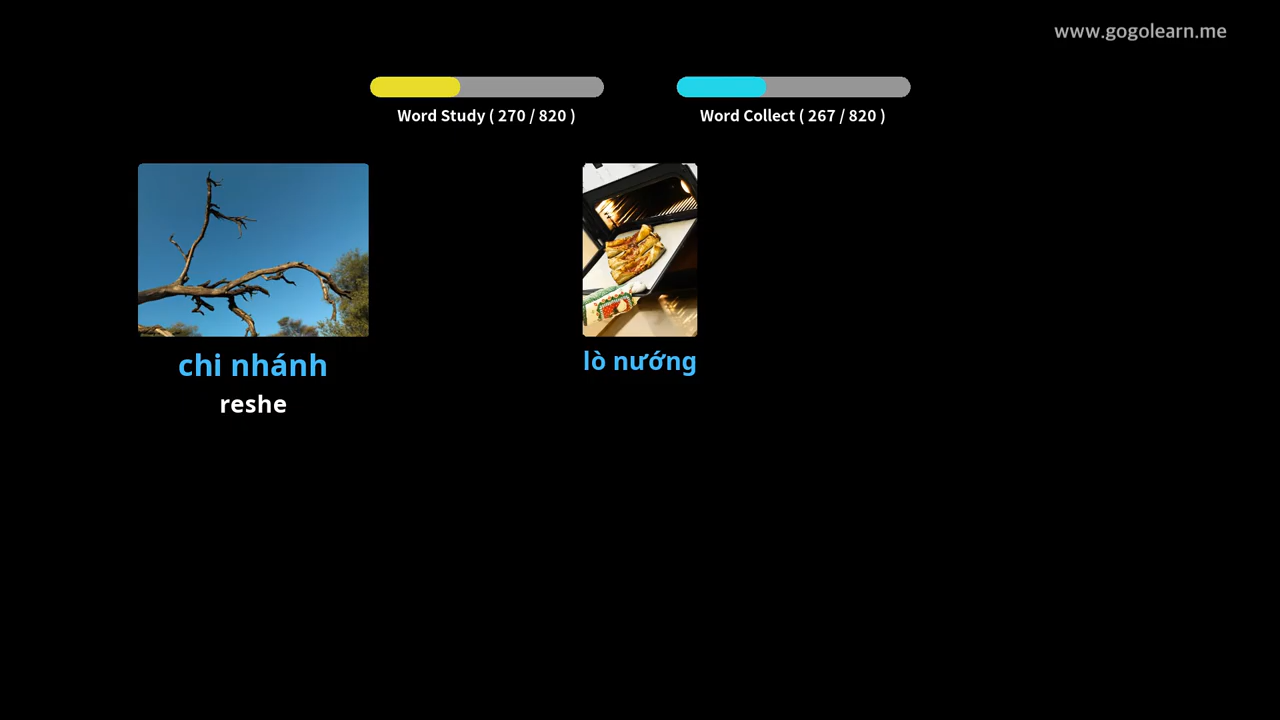 www.gogolearn.me
Word Study ( 270 / 820 )
Word Collect ( 267 / 820 )
chi nhánh
reshe
lò nướng